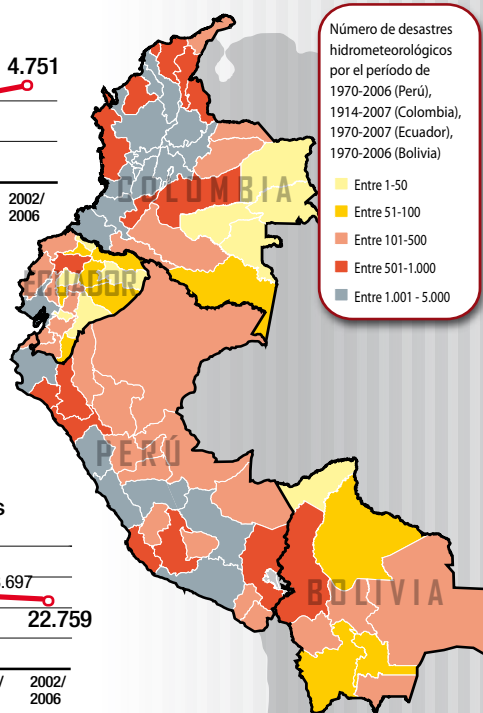 4.751
2002/
2006
Número de desastres
hidrometeorológicos
por el período de
1970-2006 (Perú),
1914-2007 (Colombia),
1970-2007 (Ecuador),
1970-2006 (Bolivia)
Entre 1-50
Entre 51-100
Entre 101-500
Entre 501-1.000
Entre 1.001 - 5.000
COLOMBIA
ECUADOR
PERÚ
BOLIVIA
.697
22.759
2002/
2006